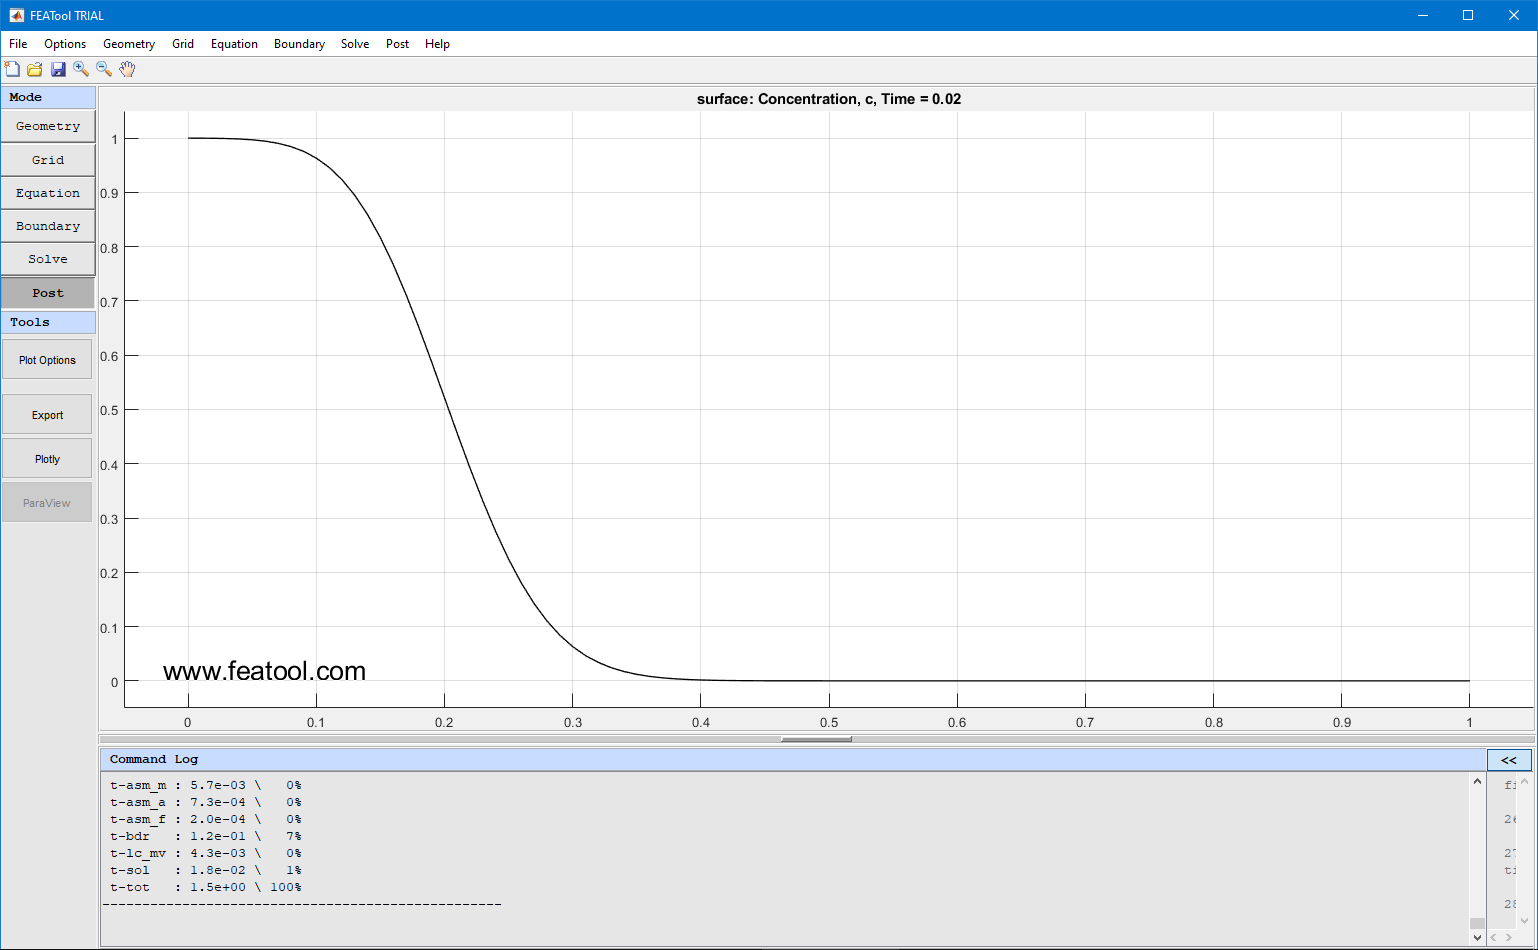 FEATool TRIAL
File Options Geometry Grid Equation Boundary Solve Post Help
Mode
Geometry
Grid
Equation
Boundary
Solve
Post
Tools
Plot Options
Export
Plotly
ParaView
surface: Concentration, c, Time = 0.02
1
0.9
0.8
0.7
0.6
0.5
0.4
0.3
0.2
0.1
0
www.featool.com
0 0.1 0.2 0.3 0.4 0.5 0.6 0.7 0.8 0.9 1
Command Log
<<
t-asm_m : 5.7e-03 \ 0%
t-asm_a : 7.3e-04 \ 0%
t-asm_f : 2.0e-04 \ 0%
t-bdr : 1.2e-01 \ 7%
t-lc_mv : 4.3e-03 \ 0%
t-sol : 1.8e-02 \ 1%
t-tot : 1.5e+00 \ 100%
--------------------------------------------------